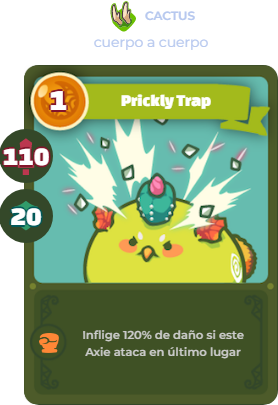 CACTUS
cuerpo a cuerpo
1
Prickly Trap
110
20
Inflige 120% de daño si este
Axie ataca en último lugar